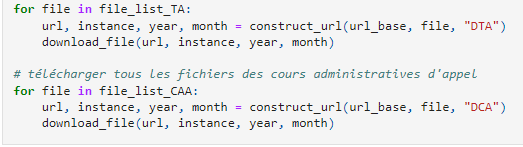 for file in file_list_TA:
    url, instance, year, month = construct_url(url_base, file, "DTA")
    download_file(url, instance, year, month)

# télécharger tous les fichiers des cours administratives d'appel
for file in file_list_CAA:
    url, instance, year, month = construct_url(url_base, file, "DCA")
    download_file(url, instance, year, month)